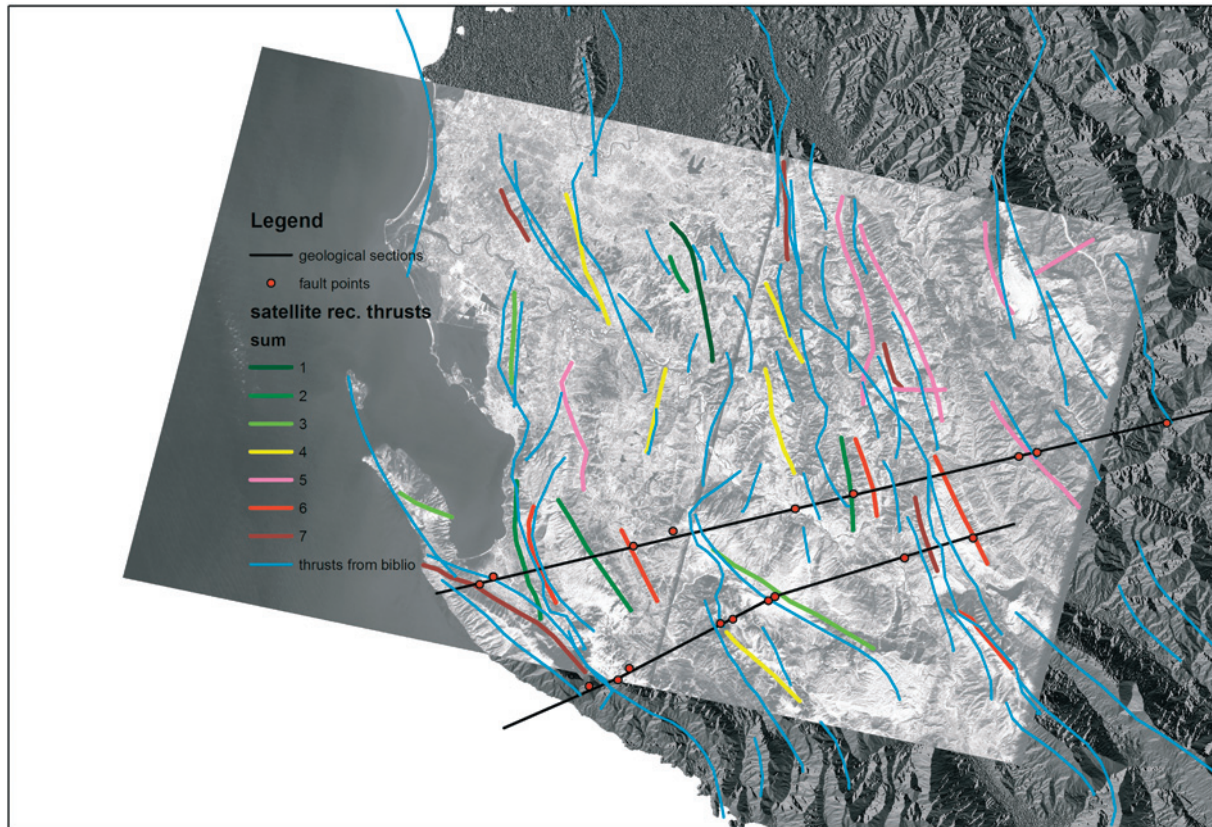 Legend
geological sections
fault points
satellite rec. thrusts
sum
1
2
3
4
5
6
7
thrusts from biblio